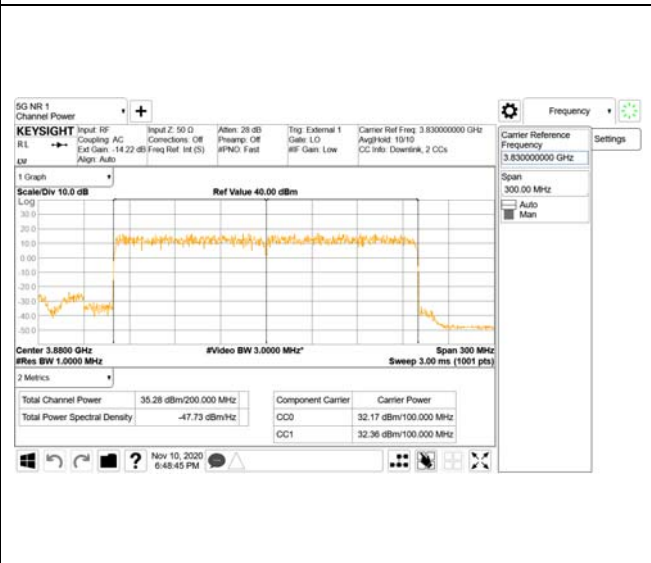 5G NR 1
Channel Power
+
Frequency
KEYSIGHT Input: RF Input Z: 50 Ω Atten: 28 dB Trig: External 1 Carrier Ref Freq: 3.830000000 GHz
RL Coupling: AC Corrections: Off Preamp: Off Gate: LO Avg|Hold: 10/10
Ext Gain: -14.22 dB Freq Ref: Int (S) #PNO: Fast #IF Gain: Low CC Info: Downlink, 2 CCs
Align: Auto
Carrier Reference
Frequency
3.830000000 GHz
Settings
Span
300.00 MHz
Auto
Man
1 Graph
Scale/Div 10.0 dB Ref Value 40.00 dBm
Log
30.0
20.0
10.0
0.00
-10.0
-20.0
-30.0
-40.0
-50.0
Center 3.8800 GHz #Video BW 3.0000 MHz* Span 300 MHz
#Res BW 1.0000 MHz Sweep 3.00 ms (1001 pts)
2 Metrics
Total Channel Power 35.28 dBm/200.000 MHz
Total Power Spectral Density -47.73 dBm/Hz
Component Carrier Carrier Power
CC0 32.17 dBm/100.000 MHz
CC1 32.36 dBm/100.000 MHz
? Nov 10, 2020
6:48:45 PM